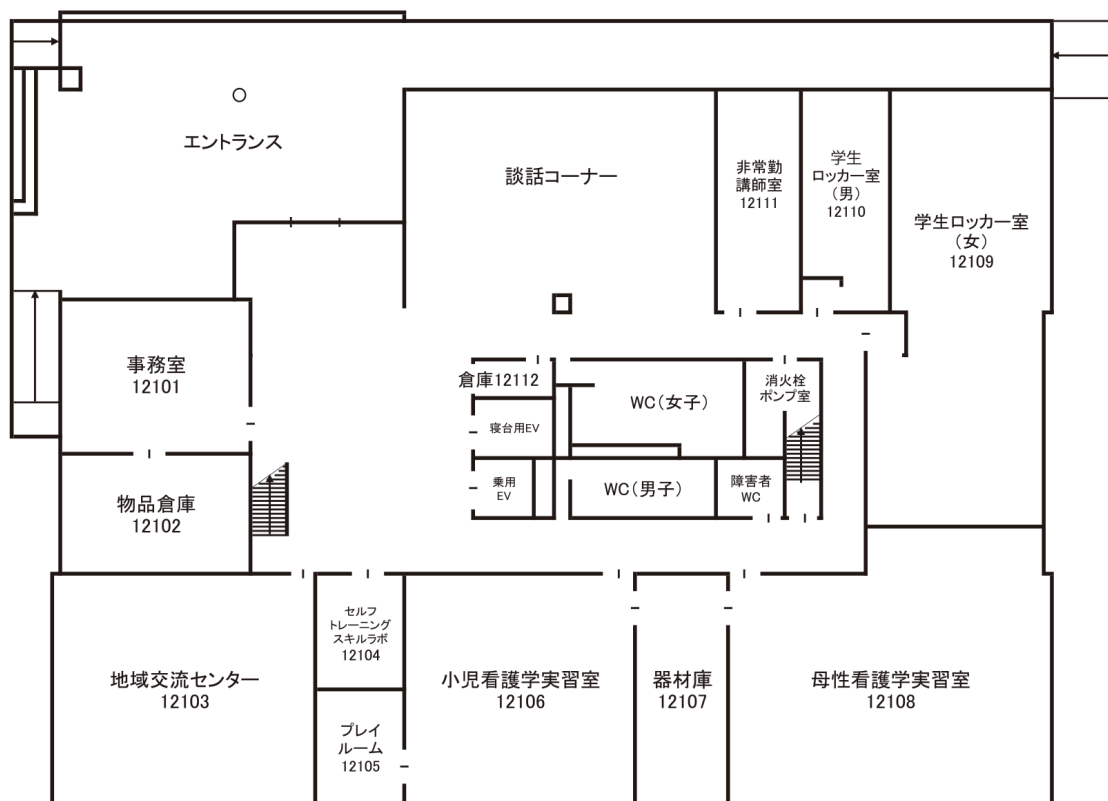 エントランス
談話コーナー
非常勤
講師室
12111
学生
ロッカー室
(男)
12110
学生ロッカー室
(女)
12109
事務室
12101
倉庫12112
WC(女子)
消火栓
ポンプ室
寝台用EV
物品倉庫
12102
乗用
EV
WC(男子)
障害者
WC
地域交流センター
12103
セルフ
トレーニング
スキルラボ
12104
プレイ
ルーム
12105
小児看護学実習室
12106
器材庫
12107
母性看護学実習室
12108